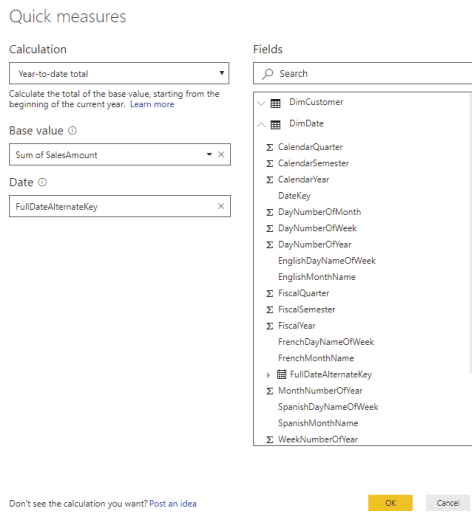 Quick measures
Calculation
Year-to-date total
Calculate the total of the base value, starting from the
beginning of the current year. Learn more
Base value
Sum of SalesAmount
Date
FullDateAlternateKey
Fields
Search
DimCustomer
DimDate
CalendarQuarter
CalendarSemester
CalendarYear
DateKey
DayNumberOfMonth
DayNumberOfWeek
DayNumberOfYear
EnglishDayNameOfWeek
EnglishMonthName
FiscalQuarter
FiscalSemester
FiscalYear
FrenchDayNameOfWeek
FrenchMonthName
FullDateAlternateKey
MonthNumberOfYear
SpanishDayNameOfWeek
SpanishMonthName
WeekNumberOfYear
Don't see the calculation you want? Post an idea
OK
Cancel